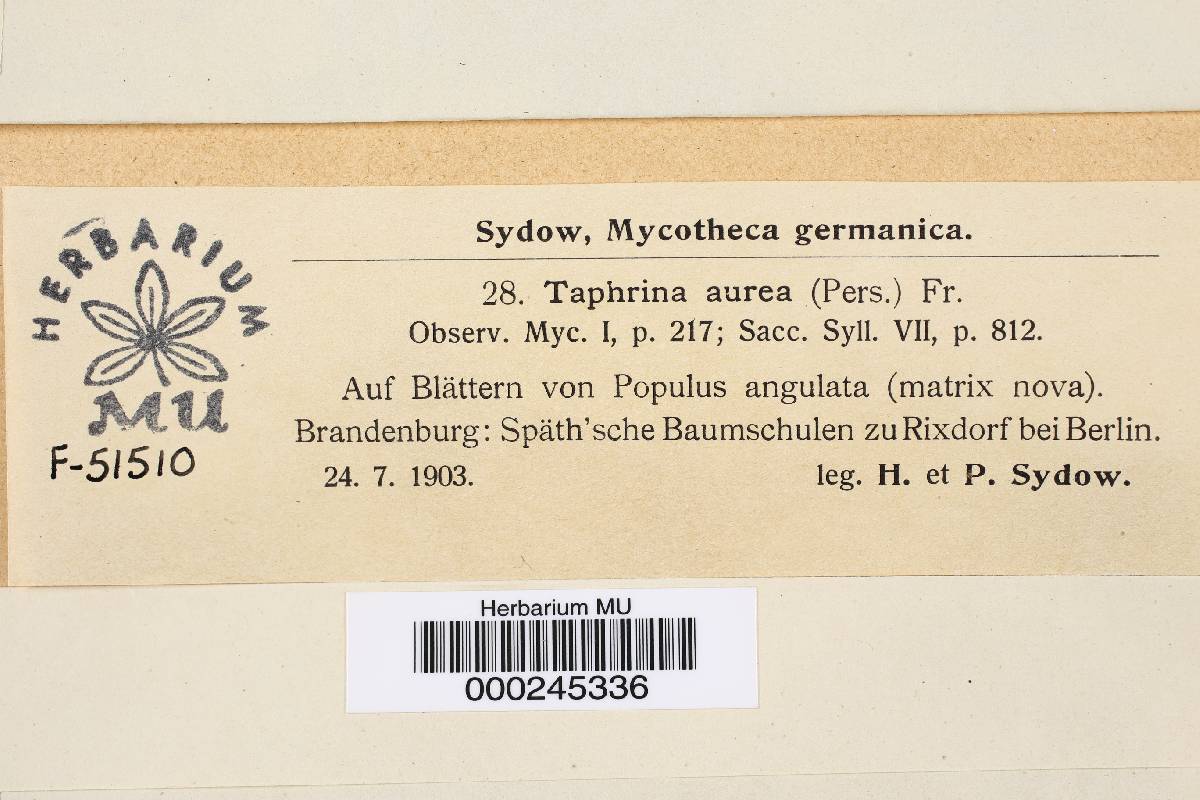 Sydow, Mycotheca germanica.
28. Taphrina aurea (Pers.) Fr.
Observ. Myc. I, p. 217; Sacc. Syll. VII, p. 812.
Auf Blättern von Populus angulata (matrix nova).
Brandenburg: Späth'sche Baumschulen zu Rixdorf bei Berlin.
24. 7. 1903. leg. H. et P. Sydow.
HERBARIUM
MU
F-51510
Herbarium MU
000245336